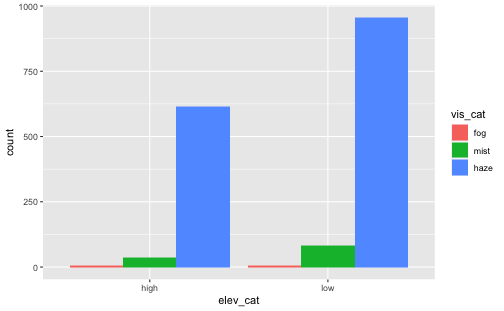 1000
750
500
250
0
count
high
low
elev_cat
vis_cat
fog
mist
haze